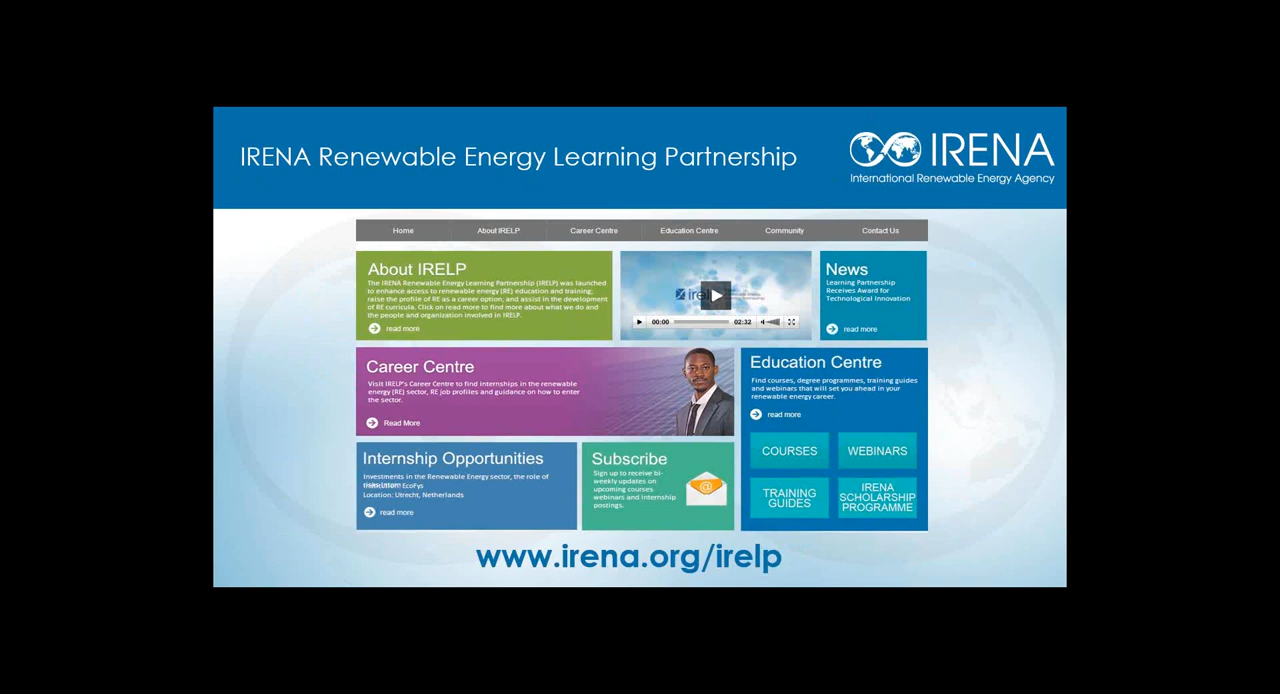 IRENA Renewable Energy Learning Partnership
IRENA
International Renewable Energy Agency
Home
About IRELP
Career Centre
Education Centre
Community
Contact Us
About IRELP
The IRENA Renewable Energy Learning Partnership (IRELP) was launched
to enhance access to renewable energy (RE) education and training;
raise the profile of RE as a career option; and assist in the development
of RE curricula. Click on read more to find more about what we do and
the people and organization involved in IRELP.
read more
irelp
00:00
02:32
News
Learning Partnership
Receives Award for
Technological Innovation
read more
Career Centre
Visit IRELP's Career Centre to find internships in the renewable
energy (RE) sector, RE job profiles and guidance on how to enter
the sector.
Read More
Education Centre
Find courses, degree programmes, training guides
and webinars that will set you ahead in your
renewable energy career.
read more
COURSES
WEBINARS
TRAINING
GUIDES
IRENA
SCHOLARSHIP
PROGRAMME
Internship Opportunities
Investments in the Renewable Energy sector, the role of
EcoFys
Location: Utrecht, Netherlands
read more
Subscribe
Sign up to receive bi-
weekly updates on
upcoming courses
webinars and internship
postings.
@
www.irena.org/irelp